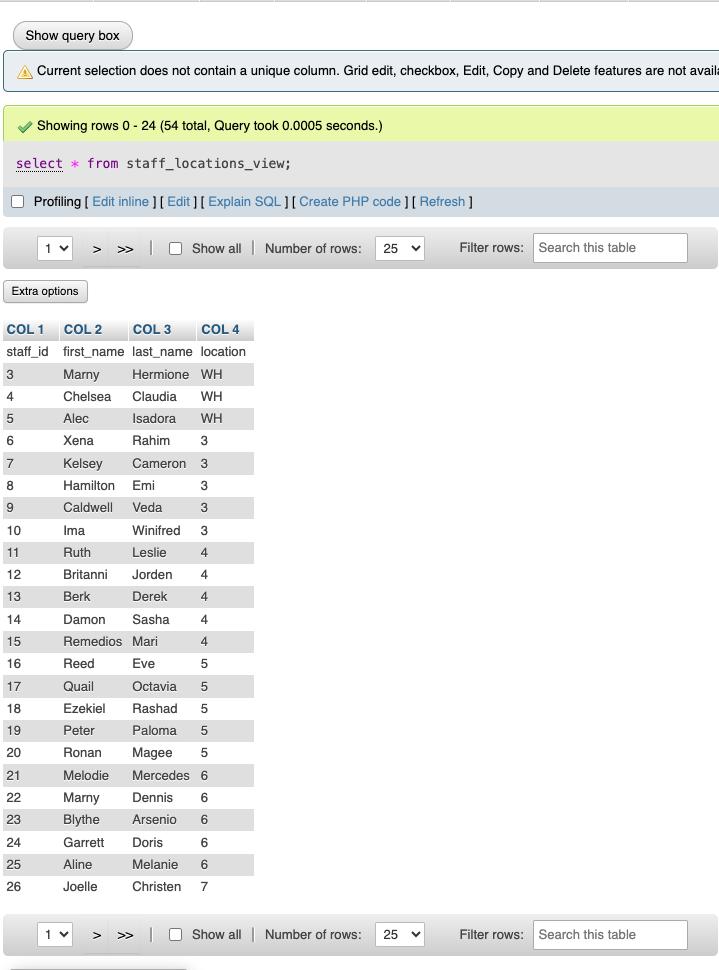 Show query box
Current selection does not contain a unique column. Grid edit, checkbox, Edit, Copy and Delete features are not avail
Showing rows 0 - 24 (54 total, Query took 0.0005 seconds.)
select * from staff_locations_view;
Profiling [ Edit inline ] [ Edit ] [ Explain SQL ] [ Create PHP code ] [ Refresh ]
1 > >> | Show all | Number of rows: 25 Filter rows: Search this table
Extra options
COL 1 COL 2 COL 3 COL 4
staff_id first_name last_name location
3 Marny Hermione WH
4 Chelsea Claudia WH
5 Alec Isadora WH
6 Xena Rahim 3
7 Kelsey Cameron 3
8 Hamilton Emi 3
9 Caldwell Veda 3
10 Ima Winifred 3
11 Ruth Leslie 4
12 Britanni Jorden 4
13 Berk Derek 4
14 Damon Sasha 4
15 Remedios Mari 4
16 Reed Eve 5
17 Quail Octavia 5
18 Ezekiel Rashad 5
19 Peter Paloma 5
20 Ronan Magee 5
21 Melodie Mercedes 6
22 Marny Dennis 6
23 Blythe Arsenio 6
24 Garrett Doris 6
25 Aline Melanie 6
26 Joelle Christen 7
1 > >> | Show all | Number of rows: 25 Filter rows: Search this table